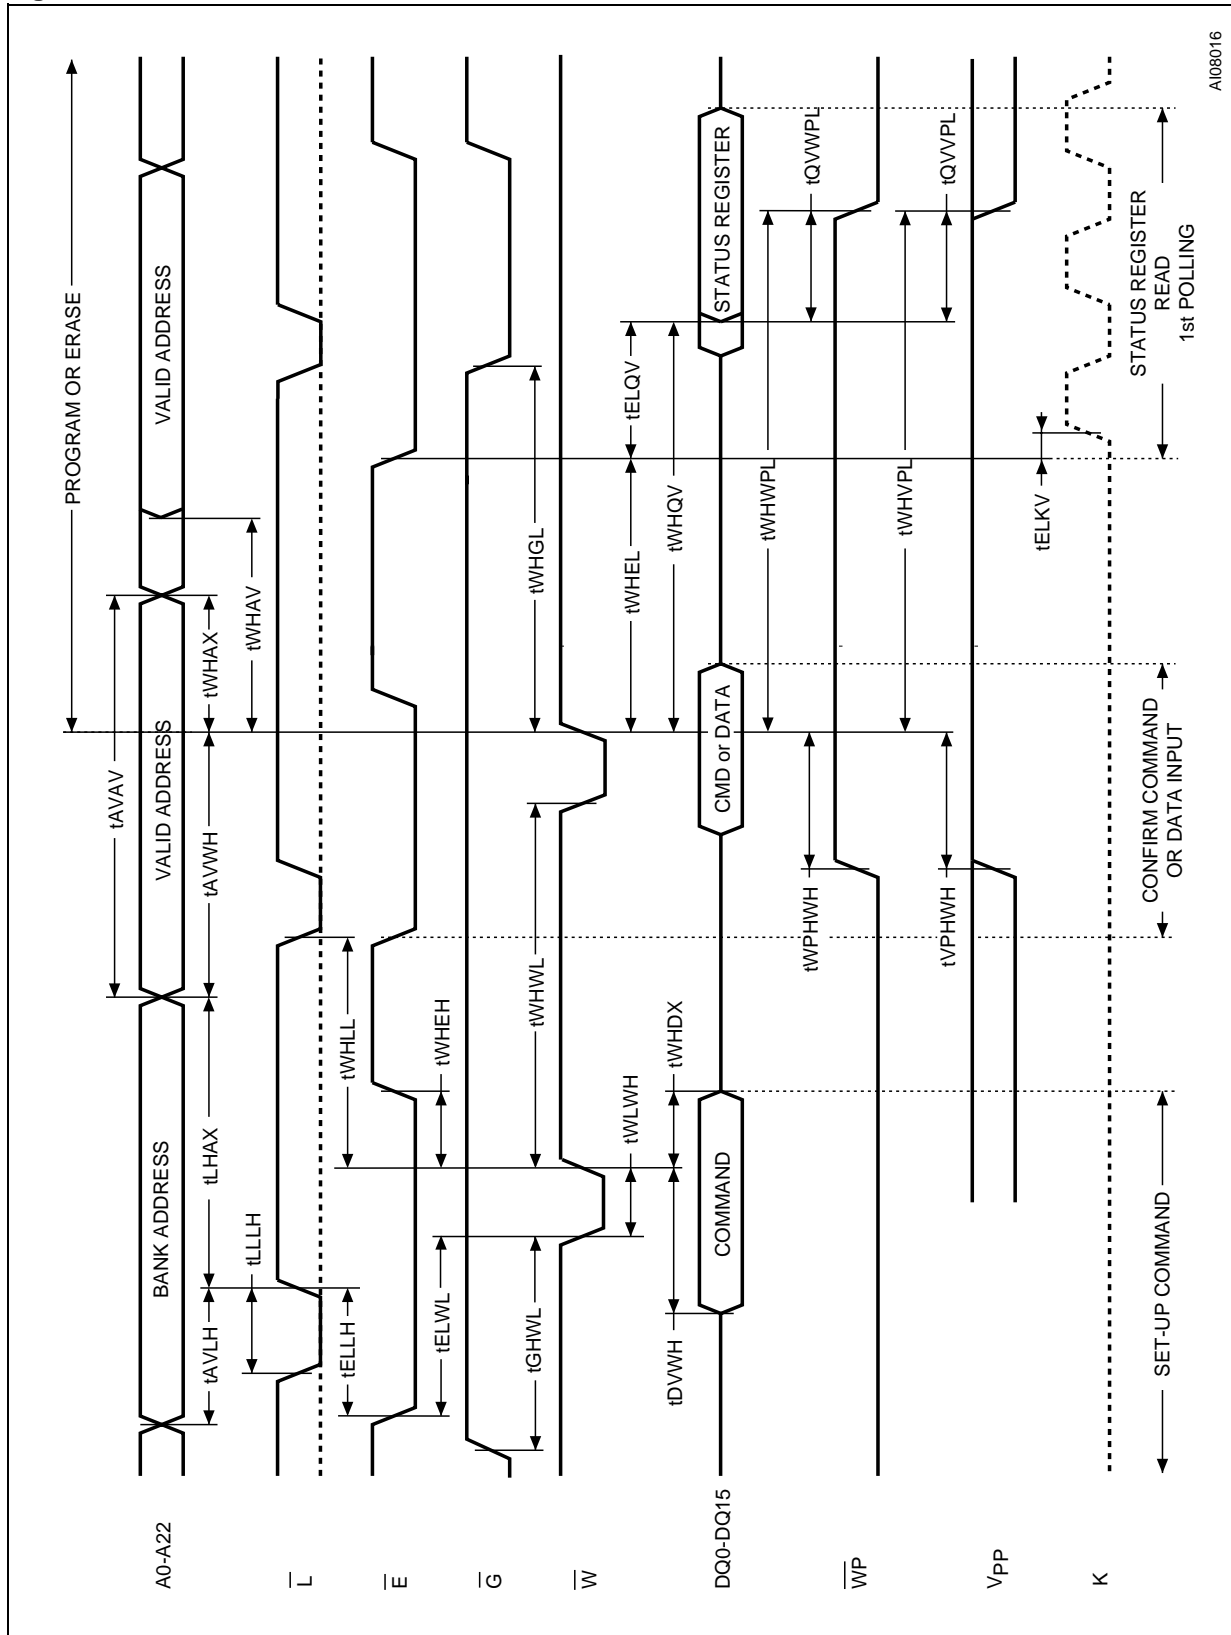 AI08016
PROGRAM OR ERASE
A0-A22
BANK ADDRESS
VALID ADDRESS
VALID ADDRESS
tAVAV
tAVLH
tLHAX
tAVWH
tWHAX
tLLLH
tWHAV
L
tELLH
tWHLL
E
tELWL
tWHEH
G
tGHWL
tWHWL
tWHGL
W
tWLWH
tWHEL
tELQV
tDVWH
tWHDX
tWHQV
DQ0-DQ15
COMMAND
CMD or DATA
STATUS REGISTER
tWHWPL
tWPHWH
tQVWPL
WP
tWHVPL
tVPHWH
tQVVPL
VPP
tELKV
K
SET-UP COMMAND
CONFIRM COMMAND
OR DATA INPUT
STATUS REGISTER
READ
1st POLLING